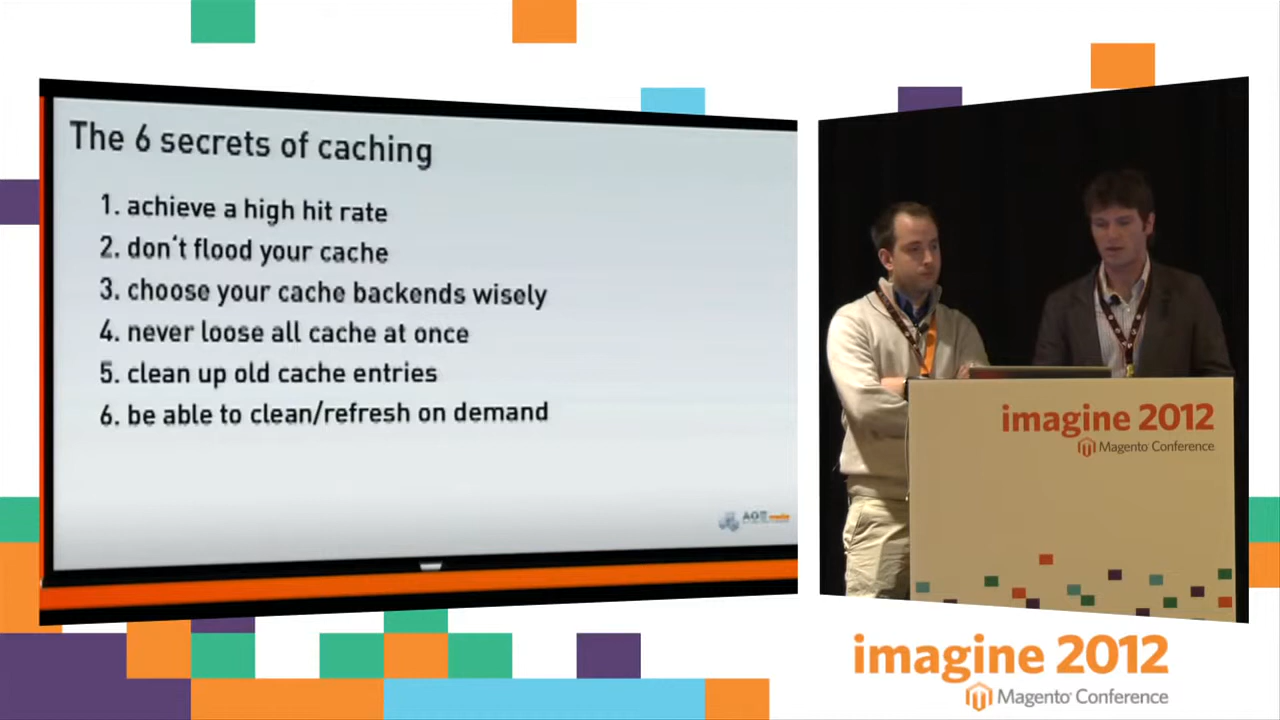 The 6 secrets of caching
1. achieve a high hit rate
2. don't flood your cache
3. choose your cache backends wisely
4. never loose all cache at once
5. clean up old cache entries
6. be able to clean/refresh on demand
imagine 2012
Magento Conference
imagine 2012
Magento Conference